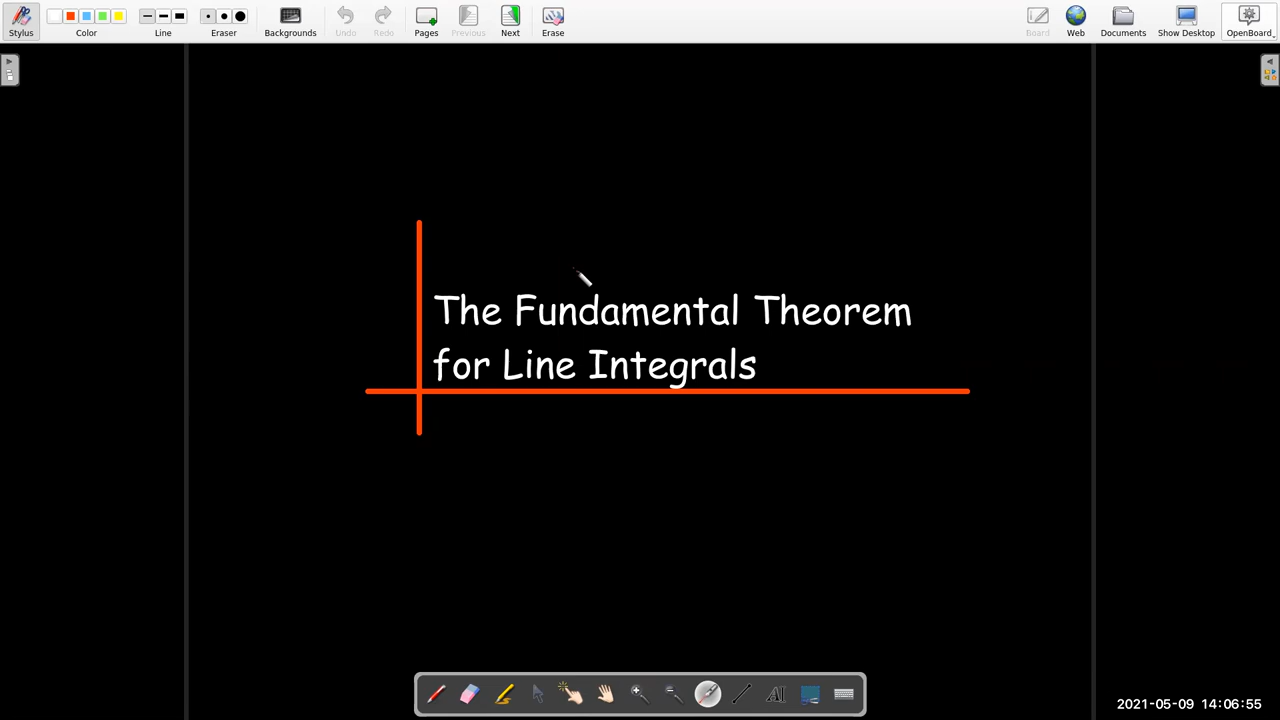 Stylus
Color
Line
Eraser
Backgrounds
Undo
Redo
Pages
Previous
Next
Erase
Board
Web
Documents
Show Desktop
OpenBoard
The Fundamental Theorem
for Line Integrals
AI
2021-05-09 14:06:55